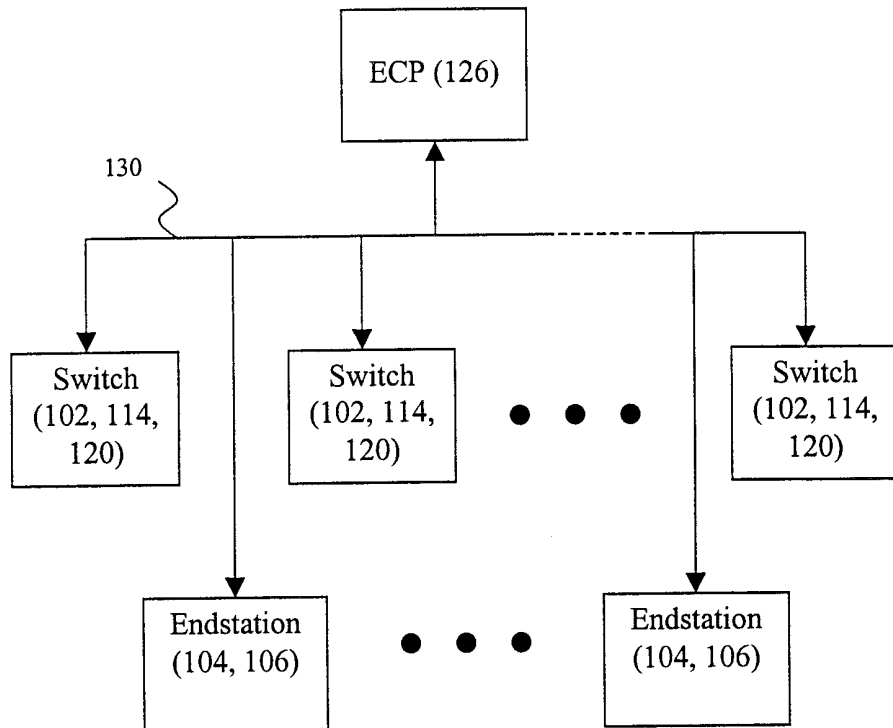 ECP (126)
130
Switch
(102, 114,
120)
Switch
(102, 114,
120)
Switch
(102, 114,
120)
Endstation
(104, 106)
Endstation
(104, 106)